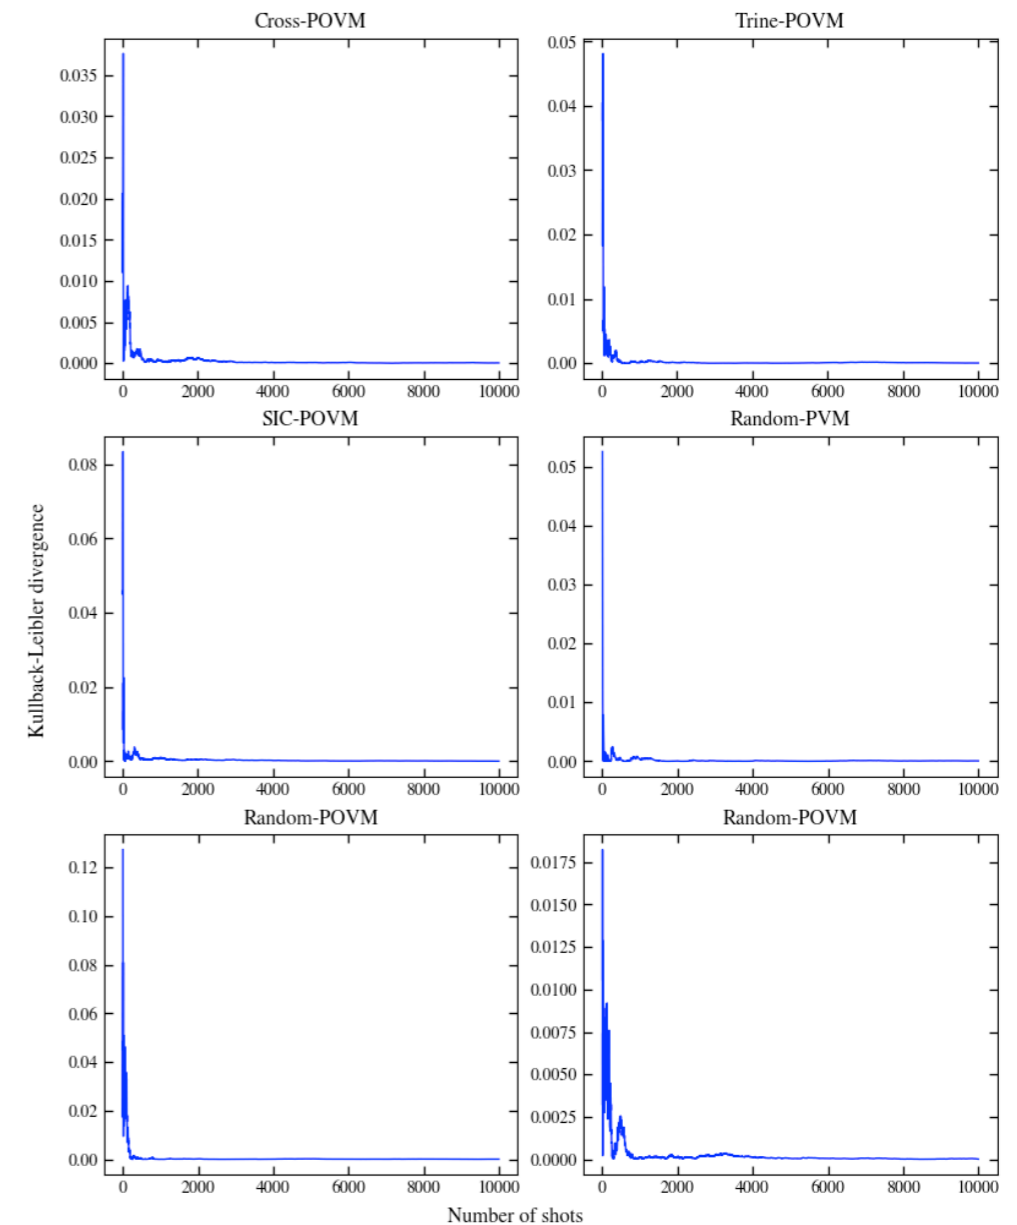 Cross-POVM
Trine-POVM
0.035
0.030
0.025
0.020
0.015
0.010
0.005
0.000
0 2000 4000 6000 8000 10000
0.05
0.04
0.03
0.02
0.01
0.00
0 2000 4000 6000 8000 10000
SIC-POVM
Random-PVM
Kullback-Leibler divergence
0.08
0.06
0.04
0.02
0.00
0 2000 4000 6000 8000 10000
0.05
0.04
0.03
0.02
0.01
0.00
0 2000 4000 6000 8000 10000
Random-POVM
Random-POVM
0.12
0.10
0.08
0.06
0.04
0.02
0.00
0 2000 4000 6000 8000 10000
0.0175
0.0150
0.0125
0.0100
0.0075
0.0050
0.0025
0.0000
0 2000 4000 6000 8000 10000
Number of shots